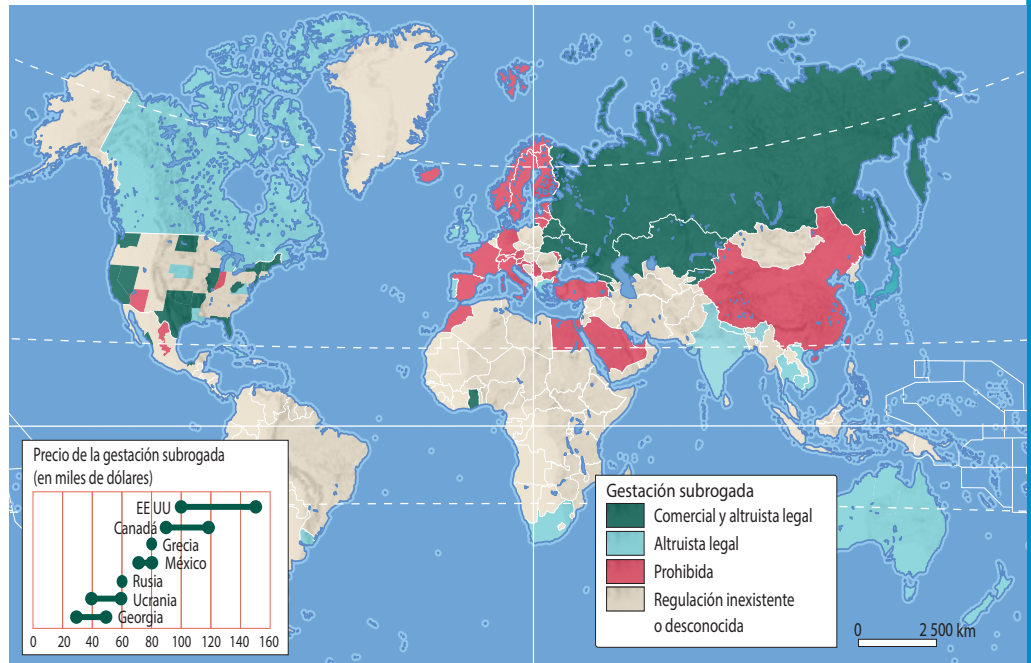 Precio de la gestación subrogada
(en miles de dólares)
EE UU
Canadá
Grecia
México
Rusia
Ucrania
Georgia
0 20 40 60 80 100 120 140 160
Gestación subrogada
Comercial y altruista legal
Altruista legal
Prohibida
Regulación inexistente
o desconocida
0 2 500 km